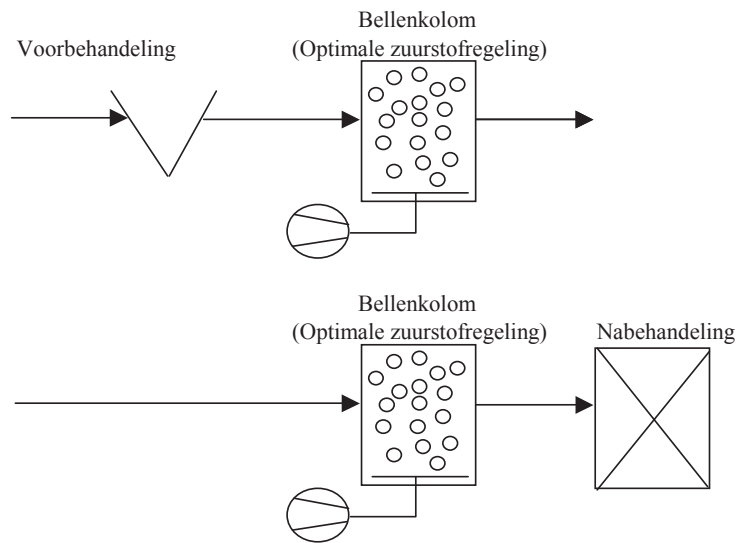 Bellenkolom
Voorbehandeling
(Optimale zuurstofregeling)
Bellenkolom
(Optimale zuurstofregeling)
Nabehandeling